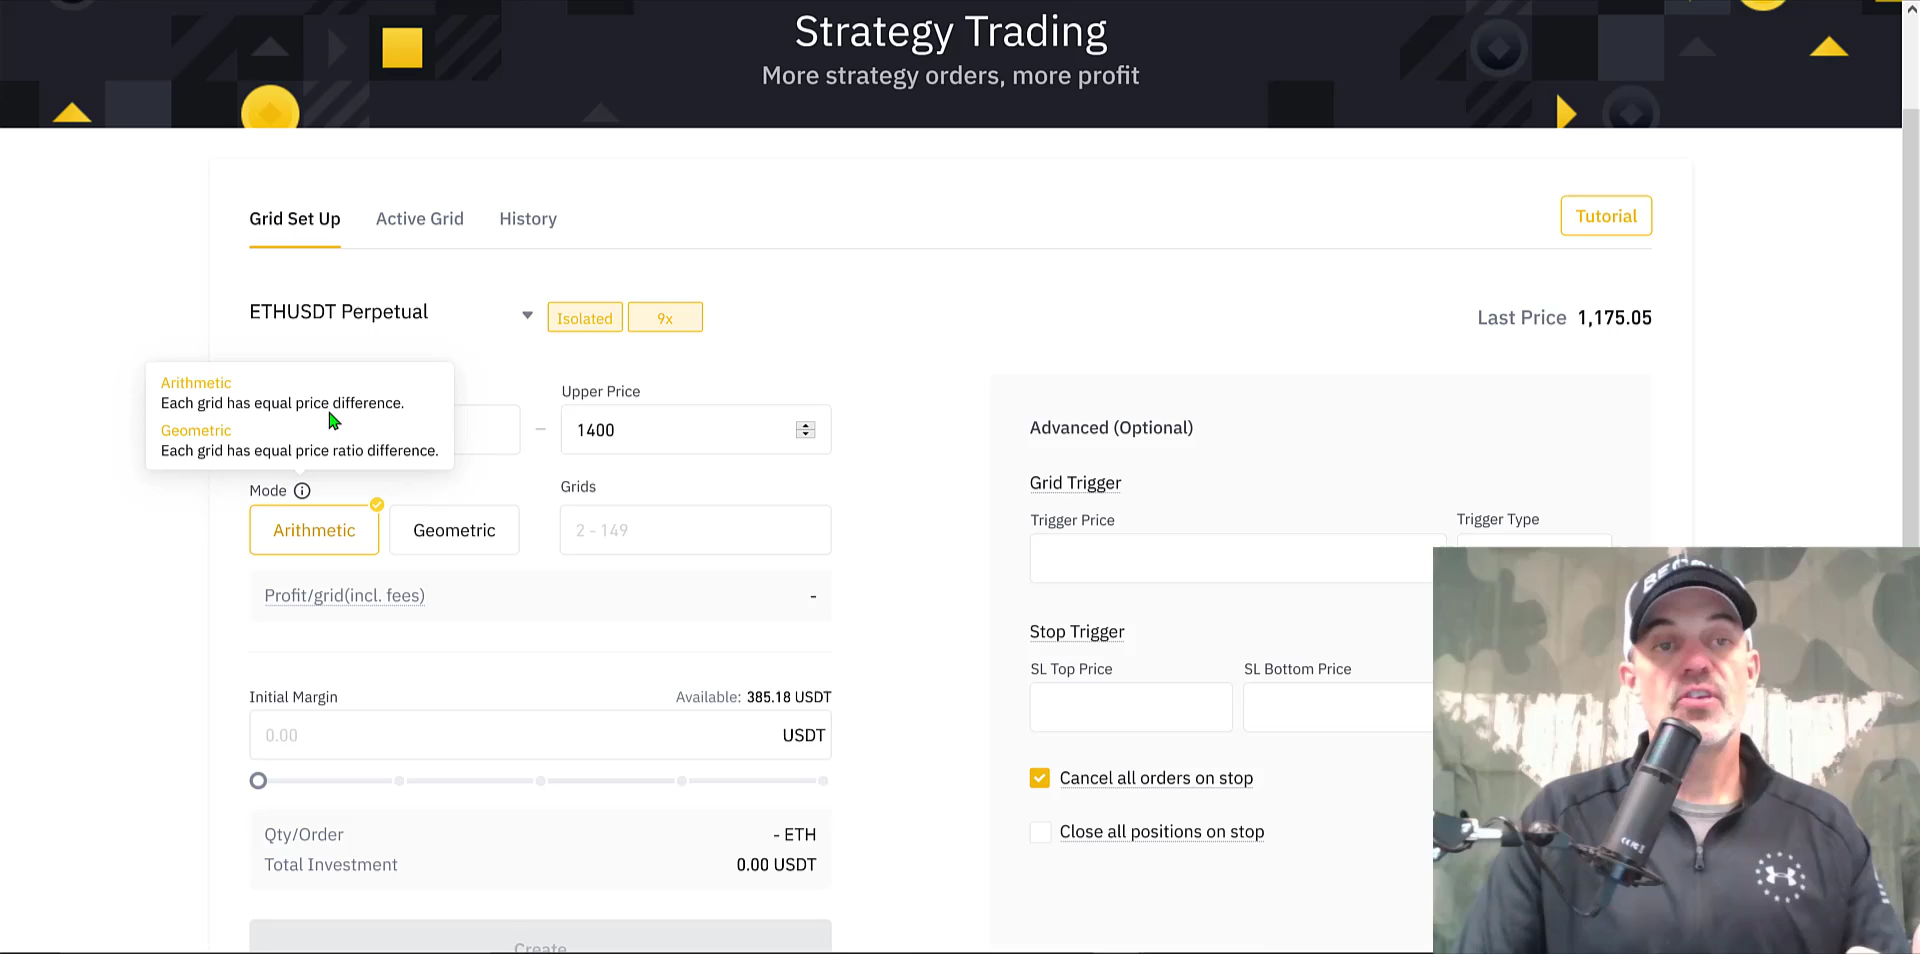 Strategy Trading
More strategy orders, more profit
Grid Set Up
Active Grid
History
Tutorial
ETHUSDT Perpetual
Isolated
9x
Last Price 1,175.05
Arithmetic
Each grid has equal price difference.
Geometric
Each grid has equal price ratio difference.
Upper Price
1400
Mode
Grids
Arithmetic
Geometric
2 - 149
Profit/grid(incl. fees)
-
Initial Margin
Available: 385.18 USDT
0.00
USDT
Qty/Order
- ETH
Total Investment
0.00 USDT
Create
Advanced (Optional)
Grid Trigger
Trigger Price
Trigger Type
Stop Trigger
SL Top Price
SL Bottom Price
Cancel all orders on stop
Close all positions on stop